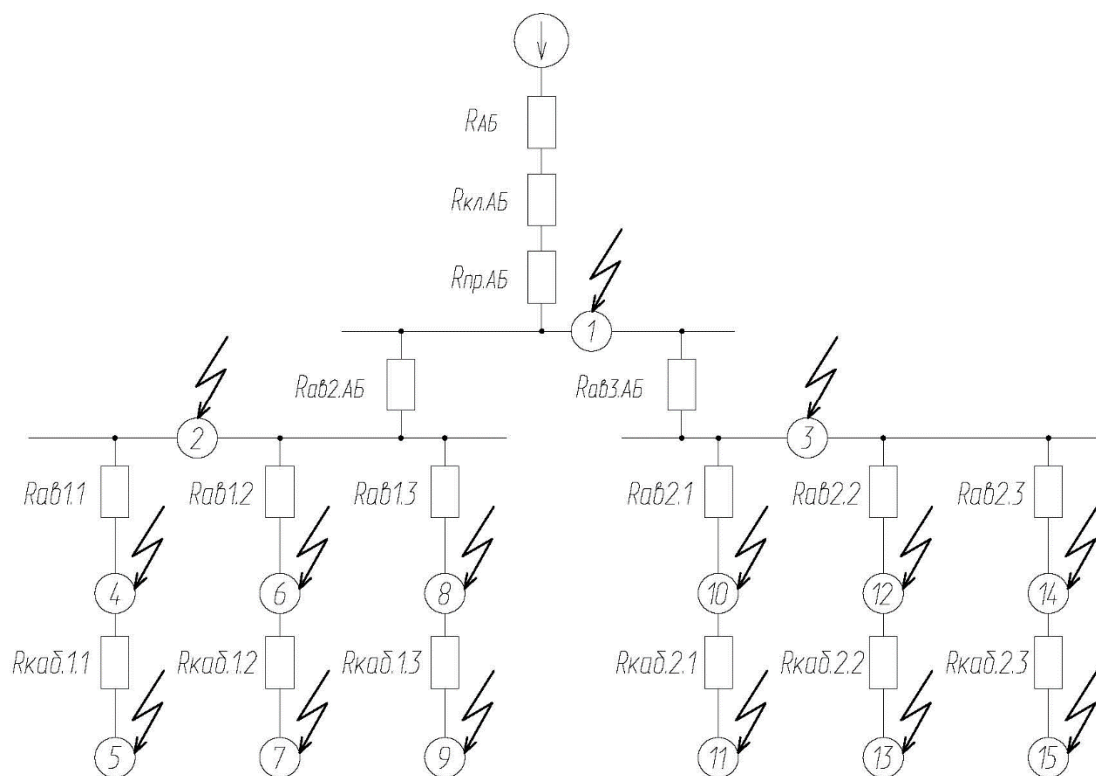 RАБ
Rкл.АБ
Rпр.АБ
1
Rав2.АБ Rав3.АБ
2 3
Rав1.1 Rав1.2 Rав1.3 Rав2.1 Rав2.2 Rав2.3
4 6 8 10 12 14
Rкаб.1.1 Rкаб.1.2 Rкаб.1.3 Rкаб.2.1 Rкаб.2.2 Rкаб.2.3
5 7 9 11 13 15